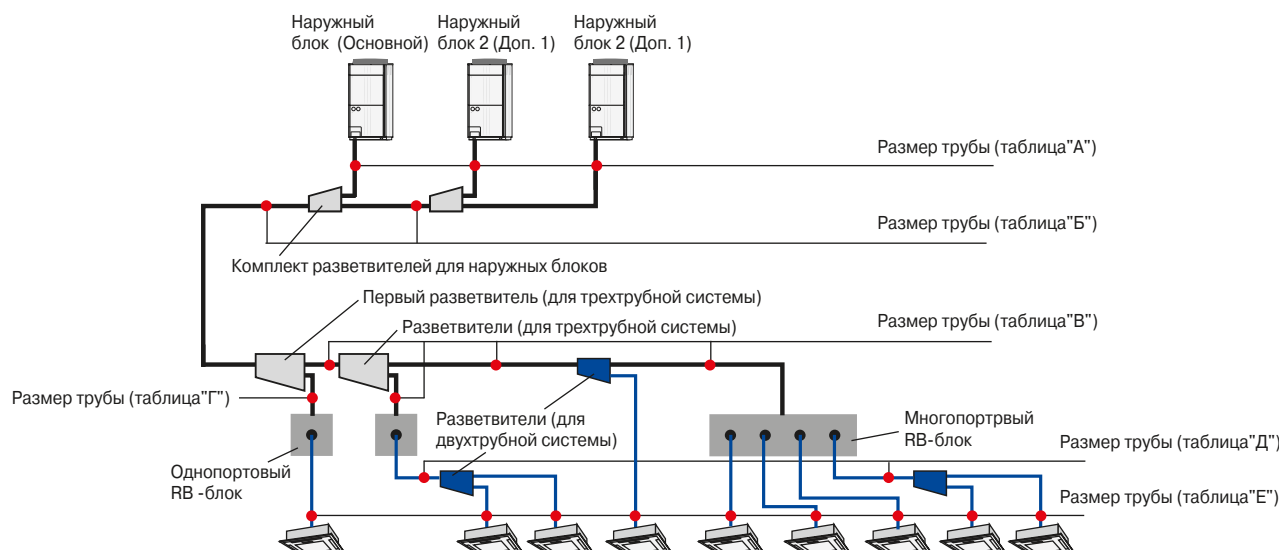 Наружный
блок (Основной)
Наружный
блок 2 (Доп. 1)
Наружный
блок 2 (Доп. 1)
Размер трубы (таблица"А")
Размер трубы (таблица"Б")
Комплект разветвителей для наружных блоков
Первый разветвитель (для трехтрубной системы)
Разветвители (для трехтрубной системы)
Размер трубы (таблица"В")
Размер трубы (таблица"Г")
Разветвители (для
двухтрубной системы)
Многопортрвый
RB-блок
Размер трубы (таблица"Д")
Однопортовый
RB -блок
Размер трубы (таблица"Е")